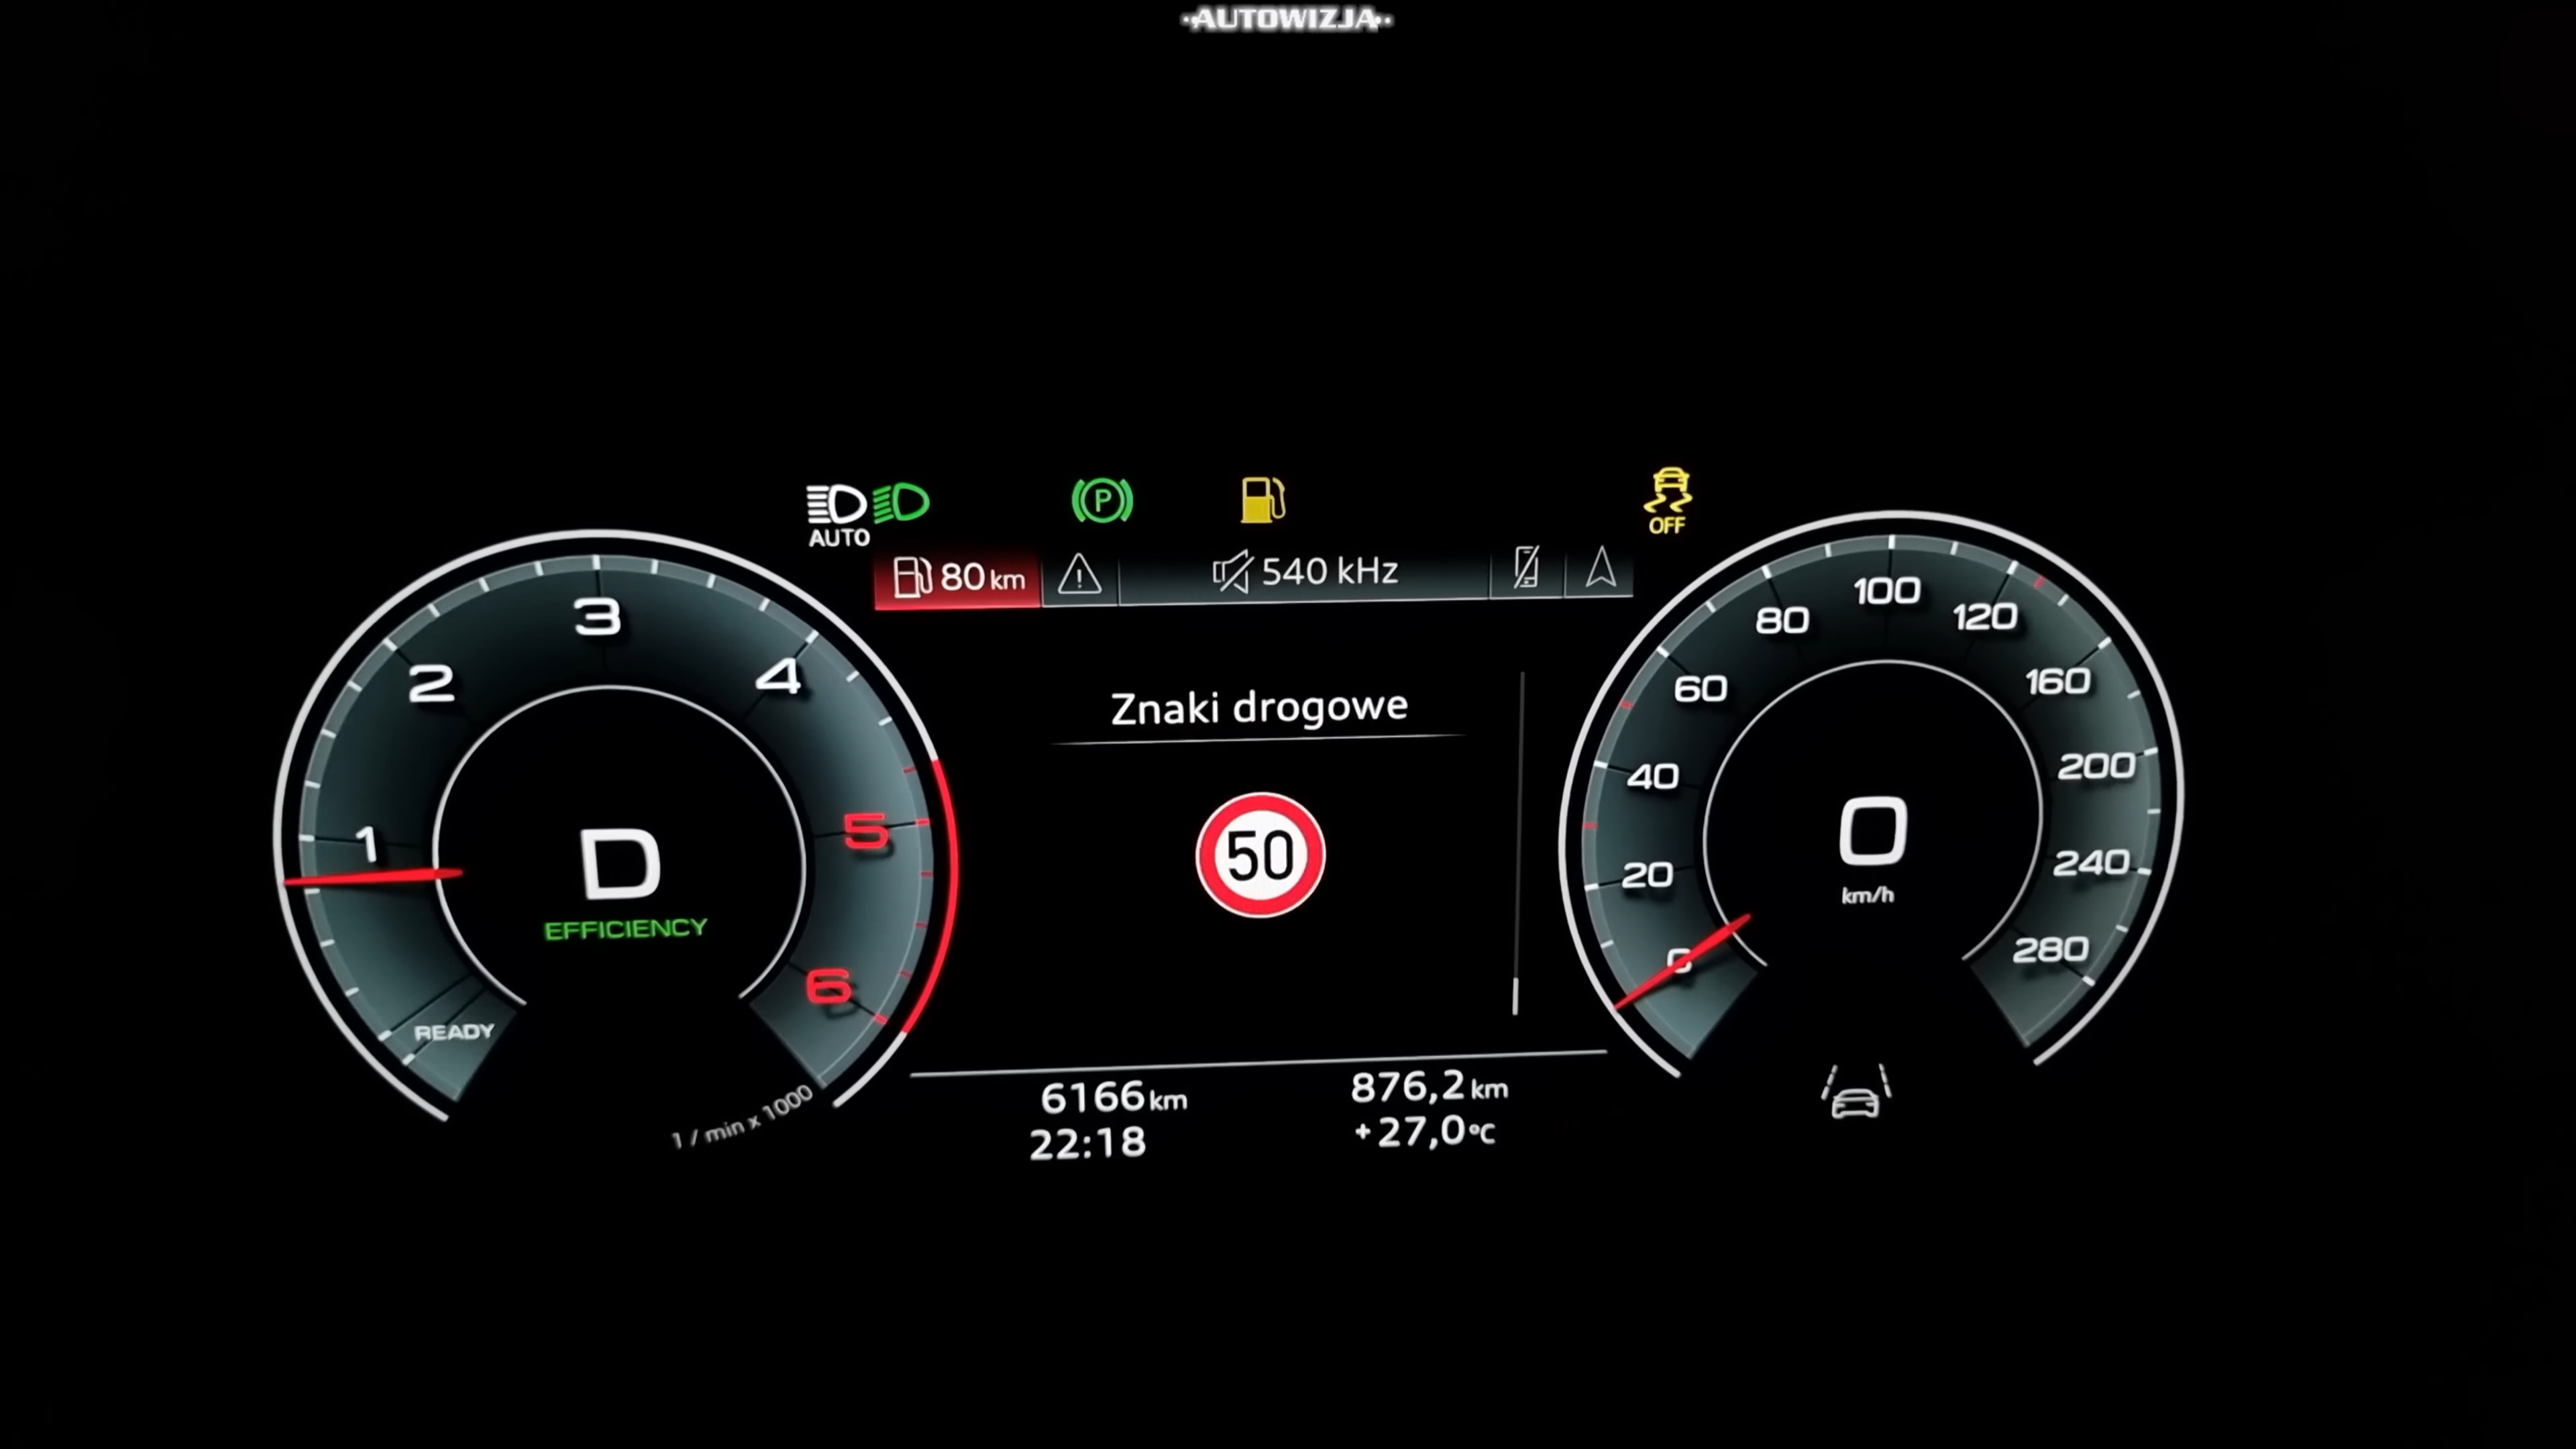 AUTOWIZJA
AUTO
P
OFF
80 km
540 kHz
1
2
3
4
5
6
READY
1 / min x 1000
D
EFFICIENCY
Znaki drogowe
50
0
20
40
60
80
100
120
160
200
240
280
0
km/h
6166 km
876,2 km
22:18
+27,0 °C